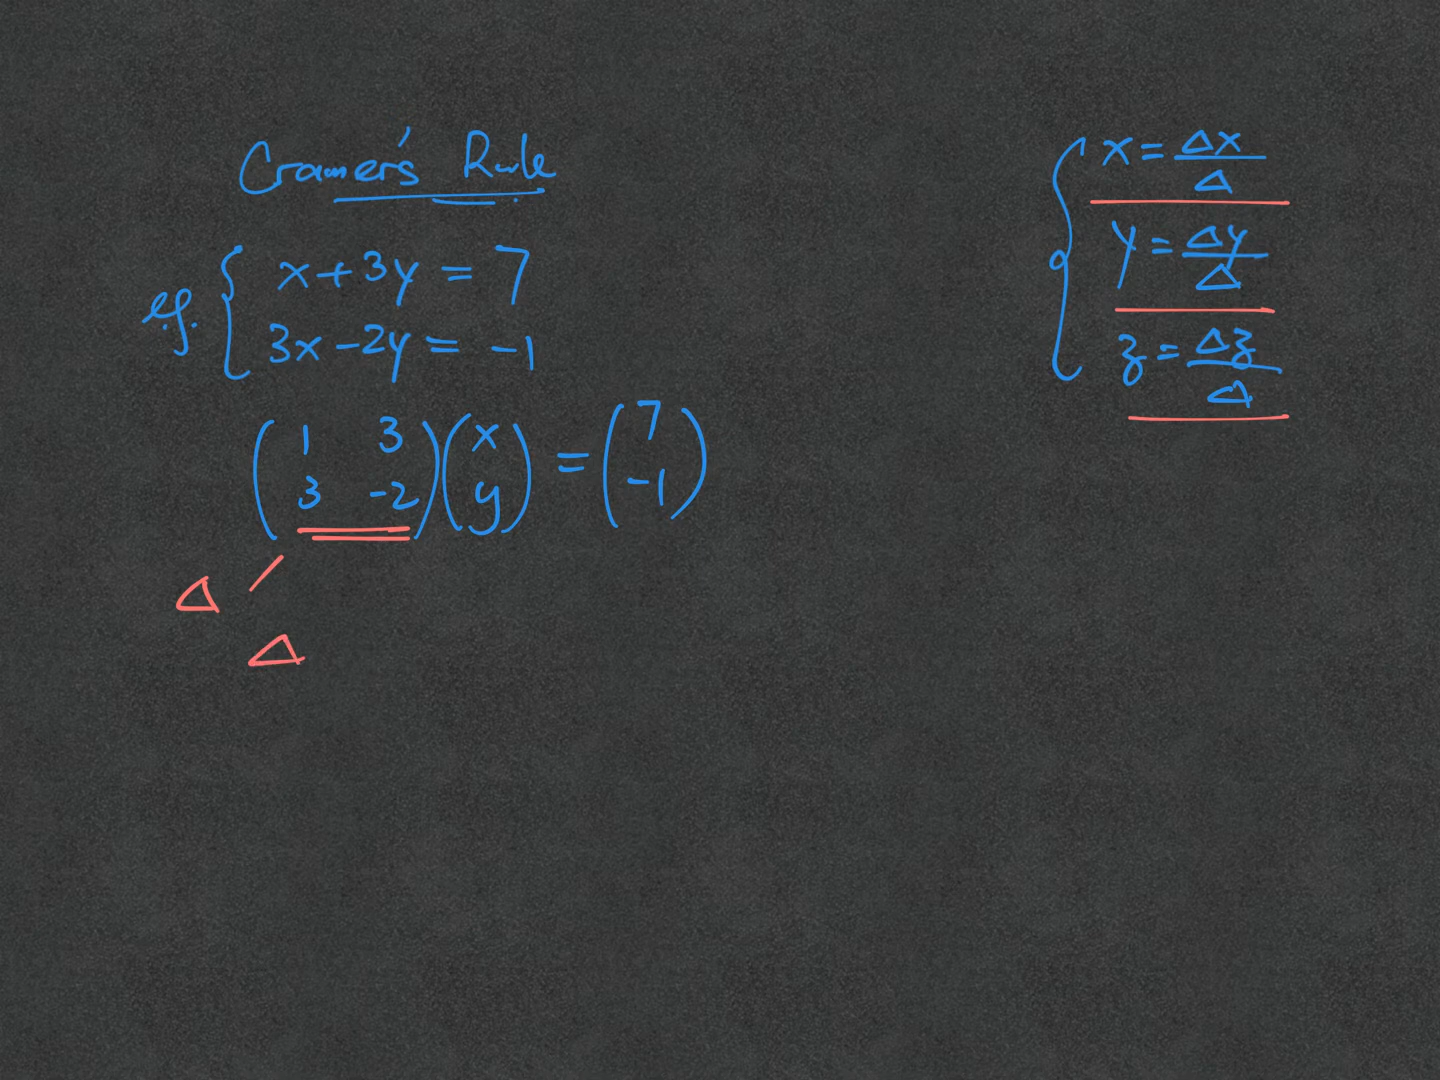 Cramer's Rule
e.g. { x + 3y = 7
3x - 2y = -1
( 1 3 ) ( x ) = ( 7 )
( 3 -2 ) ( y ) ( -1 )
Δ
Δ
{ x = Δx / Δ
y = Δy / Δ
z = Δz / Δ